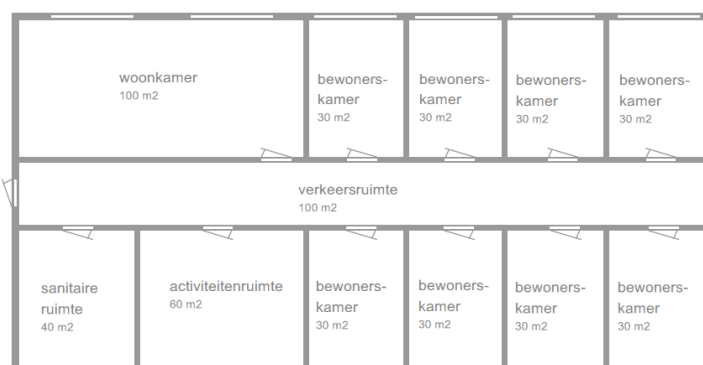 woonkamer
100 m2
bewoners-
kamer
30 m2
bewoners-
kamer
30 m2
bewoners-
kamer
30 m2
bewoners-
kamer
30 m2
verkeersruimte
100 m2
sanitaire
ruimte
40 m2
activiteitenruimte
60 m2
bewoners-
kamer
30 m2
bewoners-
kamer
30 m2
bewoners-
kamer
30 m2
bewoners-
kamer
30 m2